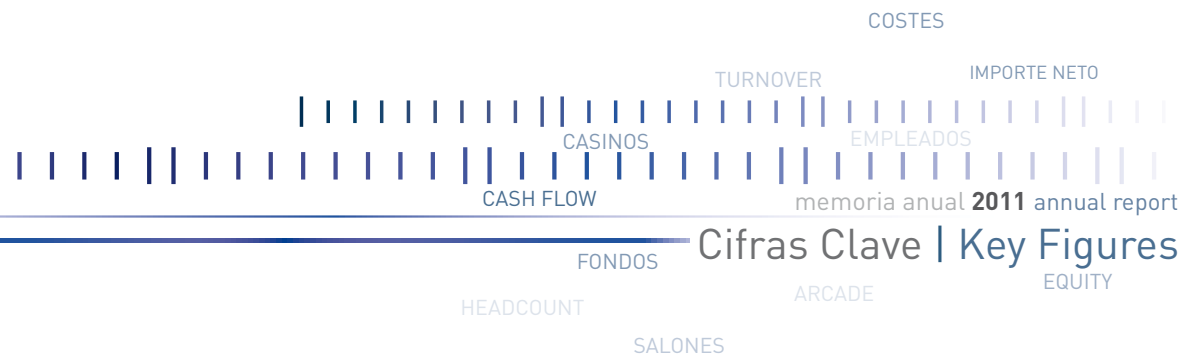 COSTES
TURNOVER
IMPORTE NETO
CASINOS
EMPLEADOS
CASH FLOW
memoria anual 2011 annual report
Cifras Clave | Key Figures
FONDOS
EQUITY
ARCADE
HEADCOUNT
SALONES